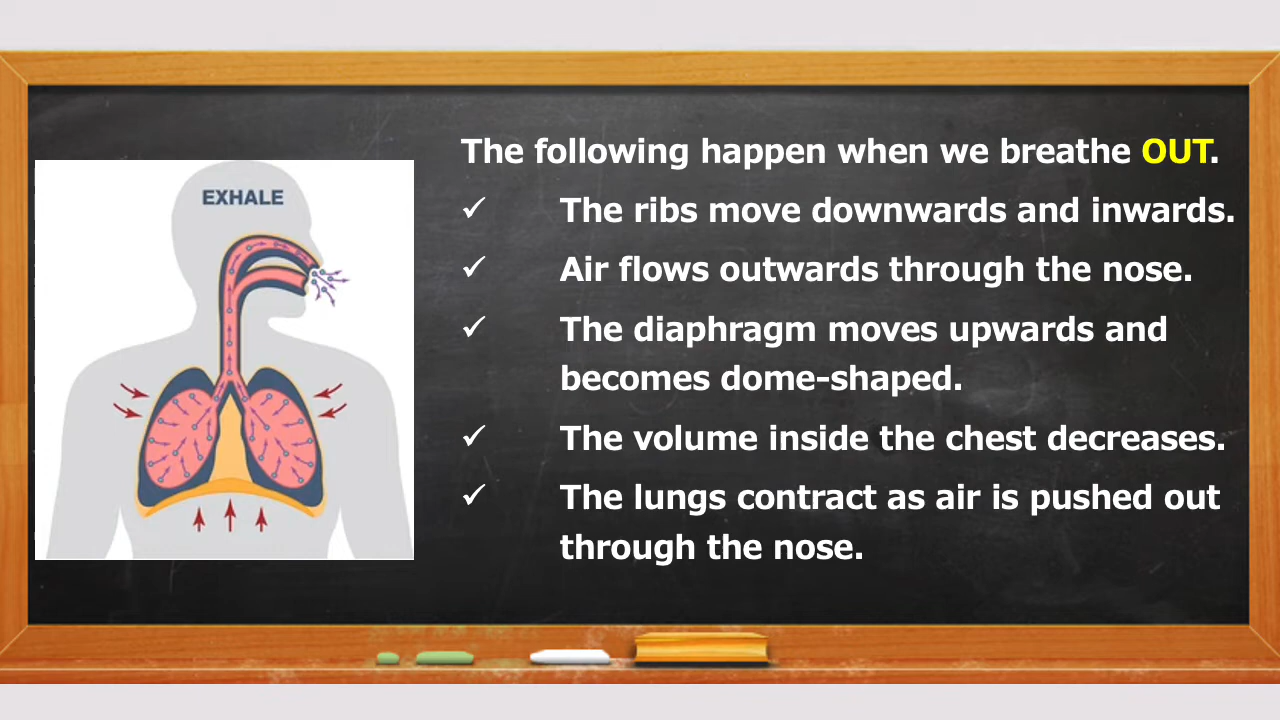 EXHALE
The following happen when we breathe OUT.
✓ The ribs move downwards and inwards.
✓ Air flows outwards through the nose.
✓ The diaphragm moves upwards and
becomes dome-shaped.
✓ The volume inside the chest decreases.
✓ The lungs contract as air is pushed out
through the nose.